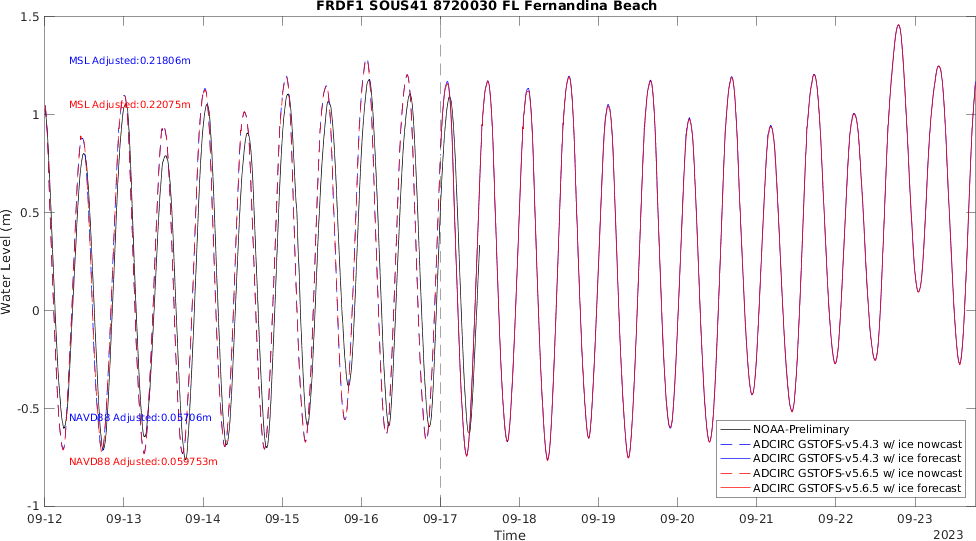 FRDF1 SOUS41 8720030 FL Fernandina Beach
1.5
1
0.5
0
-0.5
-1
Water Level (m)
MSL Adjusted:0.21806m
MSL Adjusted:0.22075m
NAVD88 Adjusted:0.05706m
NAVD88 Adjusted:0.059753m
NOAA-Preliminary
ADCIRC GSTOFS-v5.4.3 w/ ice nowcast
ADCIRC GSTOFS-v5.4.3 w/ ice forecast
ADCIRC GSTOFS-v5.6.5 w/ ice nowcast
ADCIRC GSTOFS-v5.6.5 w/ ice forecast
09-12 09-13 09-14 09-15 09-16 09-17 09-18 09-19 09-20 09-21 09-22 09-23
Time
2023